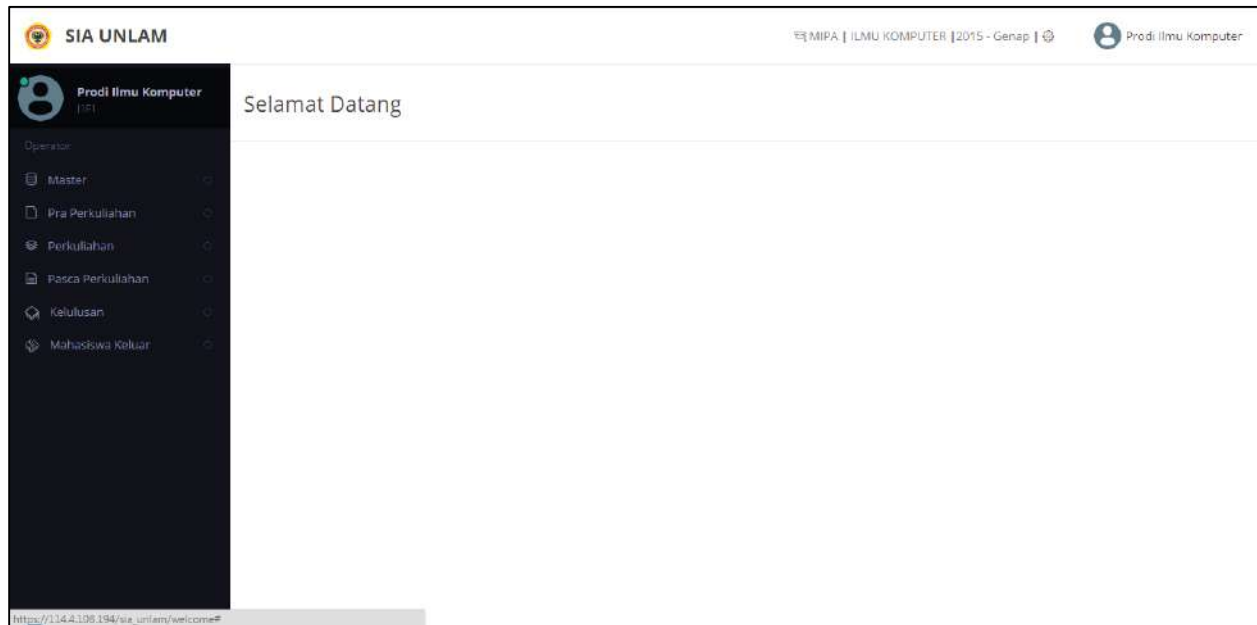 SIA UNLAM
MIPA | ILMU KOMPUTER |2015 - Genap |
Prodi Ilmu Komputer
Prodi Ilmu Komputer
Selamat Datang
Operator
Master
Pra Perkuliahan
Perkuliahan
Pasca Perkuliahan
Kelulusan
Mahasiswa Keluar
https://114.4.108.194/sia_unlam/welcome#